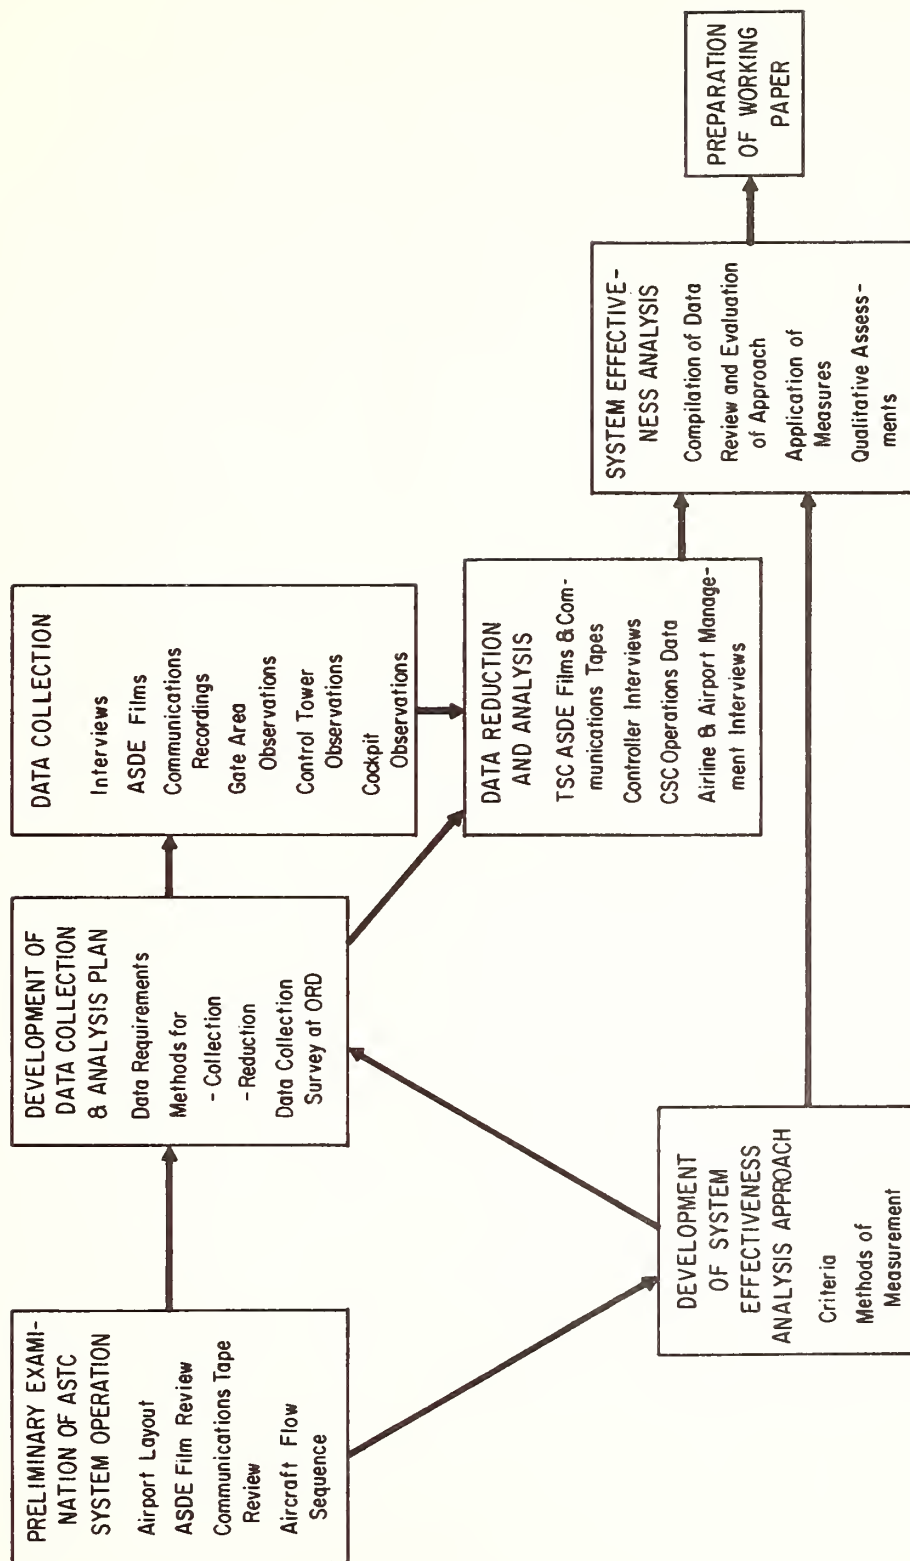 PRELIMINARY EXAMI-
NATION OF ASTC
SYSTEM OPERATION
Airport Layout
ASDE Film Review
Communications Tape
Review
Aircraft Flow
Sequence
DEVELOPMENT OF
DATA COLLECTION
& ANALYSIS PLAN
Data Requirements
Methods for
- Collection
- Reduction
Data Collection
Survey at ORD
DATA COLLECTION
Interviews
ASDE Films
Communications
Recordings
Gate Area
Observations
Control Tower
Observations
Cockpit
Observations
DEVELOPMENT
OF SYSTEM
EFFECTIVENESS
ANALYSIS APPROACH
Criteria
Methods of
Measurement
DATA REDUCTION
AND ANALYSIS
TSC ASDE Films & Com-
munications Tapes
Controller Interviews
CSC Operations Data
Airline & Airport Manage-
ment Interviews
SYSTEM EFFECTIVE-
NESS ANALYSIS
Compilation of Data
Review and Evaluation
of Approach
Application of
Measures
Qualitative Assess-
ments
PREPARATION
OF WORKING
PAPER